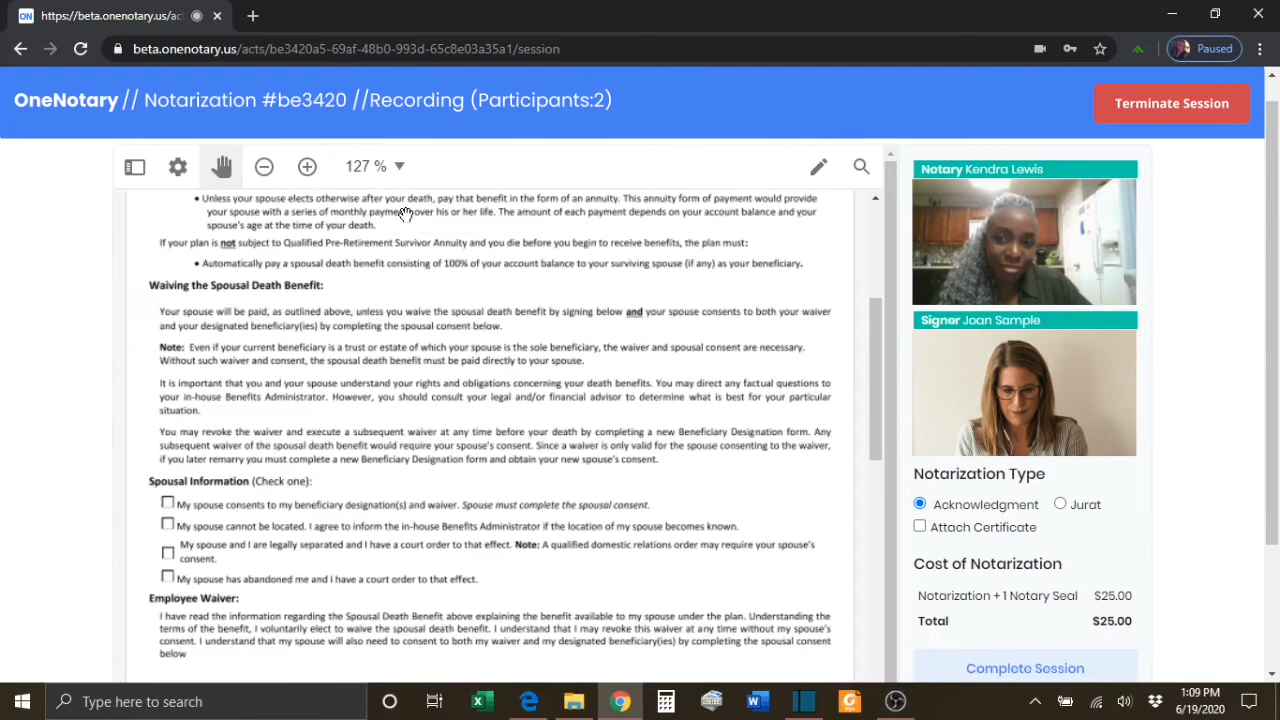 https://beta.onenotary.us/act
beta.onenotary.us/acts/be3420a5-69af-48b0-993d-65c8e03a35a1/session
Paused
OneNotary // Notarization #be3420 //Recording (Participants:2)
Terminate Session
127 %
• Unless your spouse elects otherwise after your death, pay that benefit in the form of an annuity. This annuity form of payment would provide
your spouse with a series of monthly payments over his or her life. The amount of each payment depends on your account balance and your
spouse's age at the time of your death.
If your plan is not subject to Qualified Pre-Retirement Survivor Annuity and you die before you begin to receive benefits, the plan must:
• Automatically pay a spousal death benefit consisting of 100% of your account balance to your surviving spouse (if any) as your beneficiary.
Waiving the Spousal Death Benefit:
Your spouse will be paid, as outlined above, unless you waive the spousal death benefit by signing below and your spouse consents to both your waiver
and your designated beneficiary(ies) by completing the spousal consent below.
Note: Even if your current beneficiary is a trust or estate of which your spouse is the sole beneficiary, the waiver and spousal consent are necessary.
Without such waiver and consent, the spousal death benefit must be paid directly to your spouse.
It is important that you and your spouse understand your rights and obligations concerning your death benefits. You may direct any factual questions to
your in-house Benefits Administrator. However, you should consult your legal and/or financial advisor to determine what is best for your particular
situation.
You may revoke the waiver and execute a subsequent waiver at any time before your death by completing a new Beneficiary Designation form. Any
subsequent waiver of the spousal death benefit would require your spouse's consent. Since a waiver is only valid for the spouse consenting to the waiver,
if you later remarry you must complete a new Beneficiary Designation form and obtain your new spouse's consent.
Spousal Information (Check one):
My spouse consents to my beneficiary designation(s) and waiver. Spouse must complete the spousal consent.
My spouse cannot be located. I agree to inform the in-house Benefits Administrator if the location of my spouse becomes known.
My spouse and I are legally separated and I have a court order to that effect. Note: A qualified domestic relations order may require your spouse's
consent.
My spouse has abandoned me and I have a court order to that effect.
Employee Waiver:
I have read the information regarding the Spousal Death Benefit above explaining the benefit available to my spouse under the plan. Understanding the
terms of the benefit, I voluntarily elect to waive the spousal death benefit. I understand that I may revoke this waiver at any time without my spouse's
consent. I understand that my spouse will also need to consent to both my waiver and my designated beneficiary(ies) by completing the spousal consent
below
Notary Kendra Lewis
Signer Joan Sample
Notarization Type
Acknowledgment Jurat
Attach Certificate
Cost of Notarization
Notarization + 1 Notary Seal $25.00
Total $25.00
Complete Session
Type here to search
1:09 PM
6/19/2020